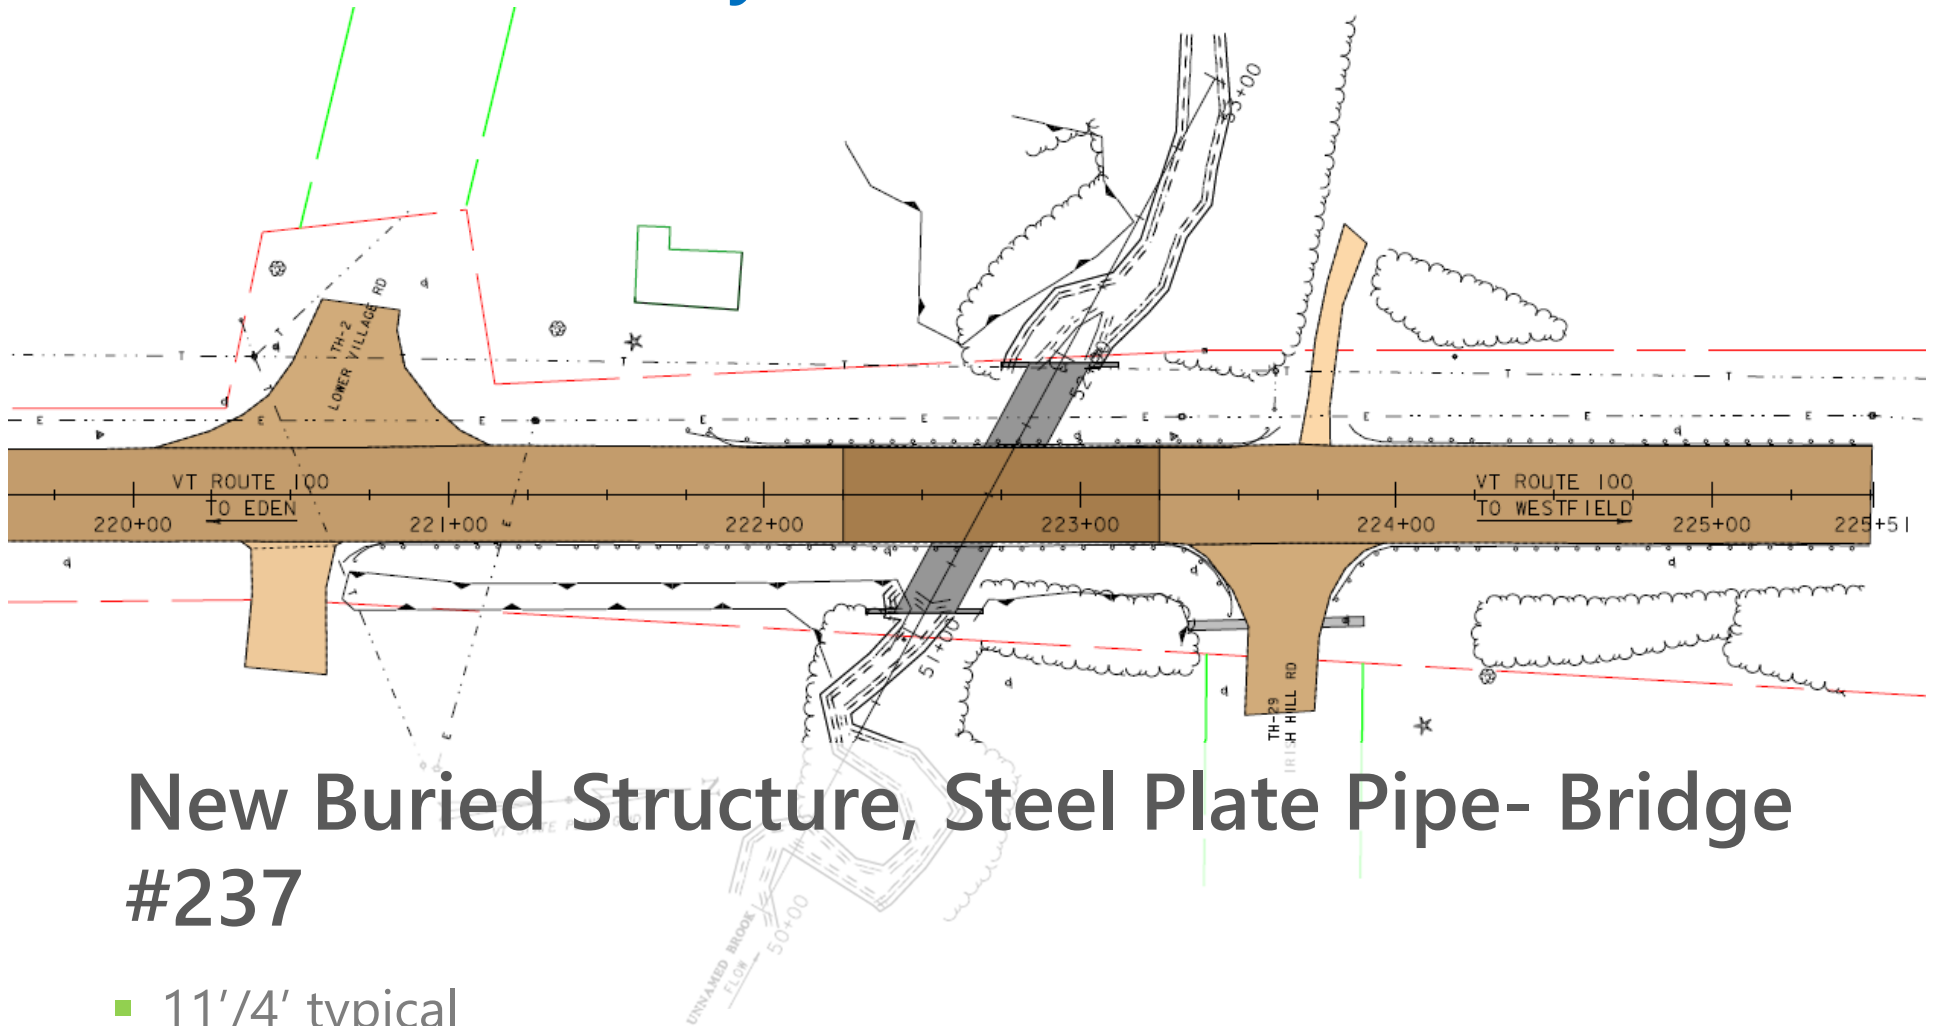 53+00
TH-2
LOWER VILLAGE RD
52+00
T T T T T T
E E E E E E E E E
VT ROUTE 100
TO EDEN
VT ROUTE 100
TO WESTFIELD
220+00 221+00 222+00 223+00 224+00 225+00 225+51
E
51+00
TH-29
IRISH HILL RD
E
New Buried Structure, Steel Plate Pipe- Bridge
#237
50+00
UNNAMED BROOK
FLOW
11'/4' typical